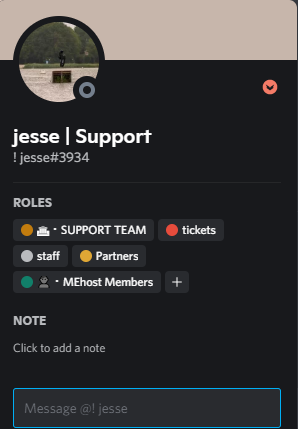 jesse | Support
! jesse#3934
ROLES
・SUPPORT TEAM
tickets
staff
Partners
・MEhost Members
+
NOTE
Click to add a note
Message @! jesse